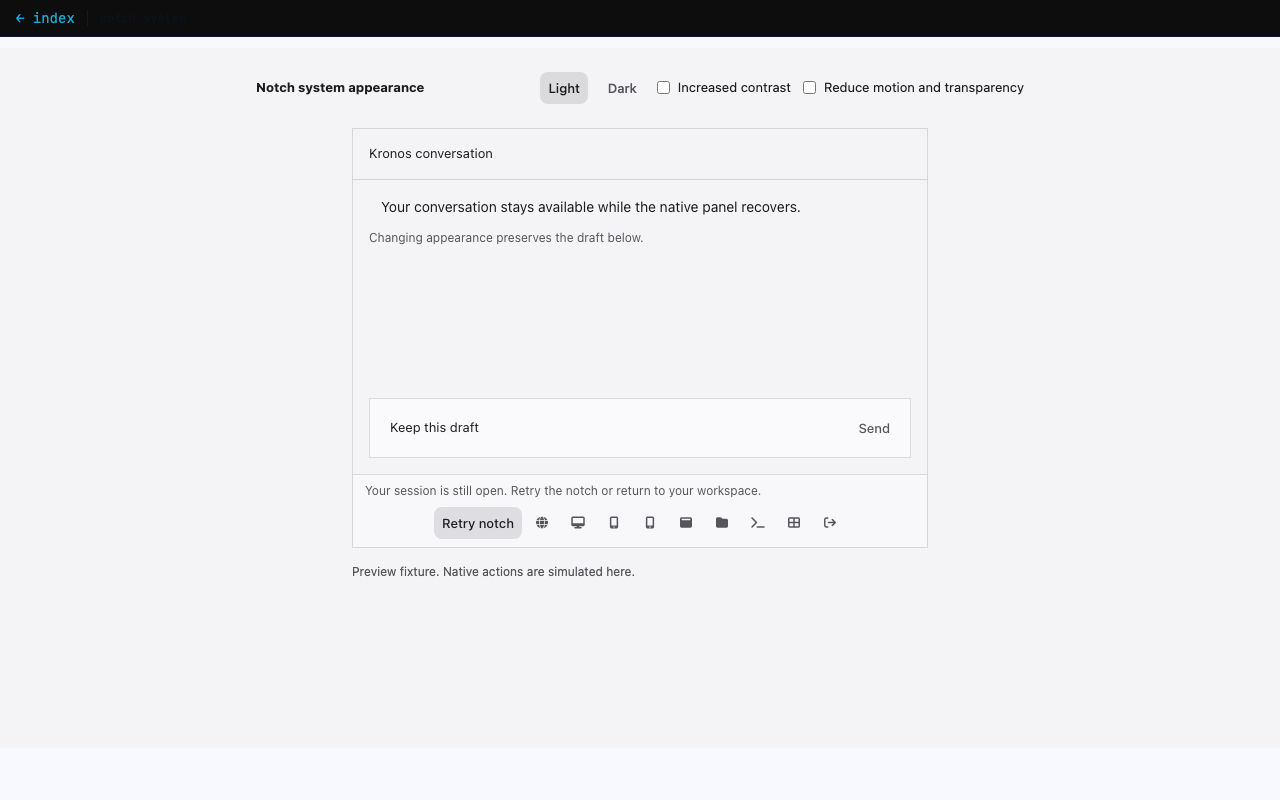 ← index
notch system
Notch system appearance
Light
Dark
Increased contrast
Reduce motion and transparency
Kronos conversation
Your conversation stays available while the native panel recovers.
Changing appearance preserves the draft below.
Keep this draft
Send
Your session is still open. Retry the notch or return to your workspace.
Retry notch
Preview fixture. Native actions are simulated here.